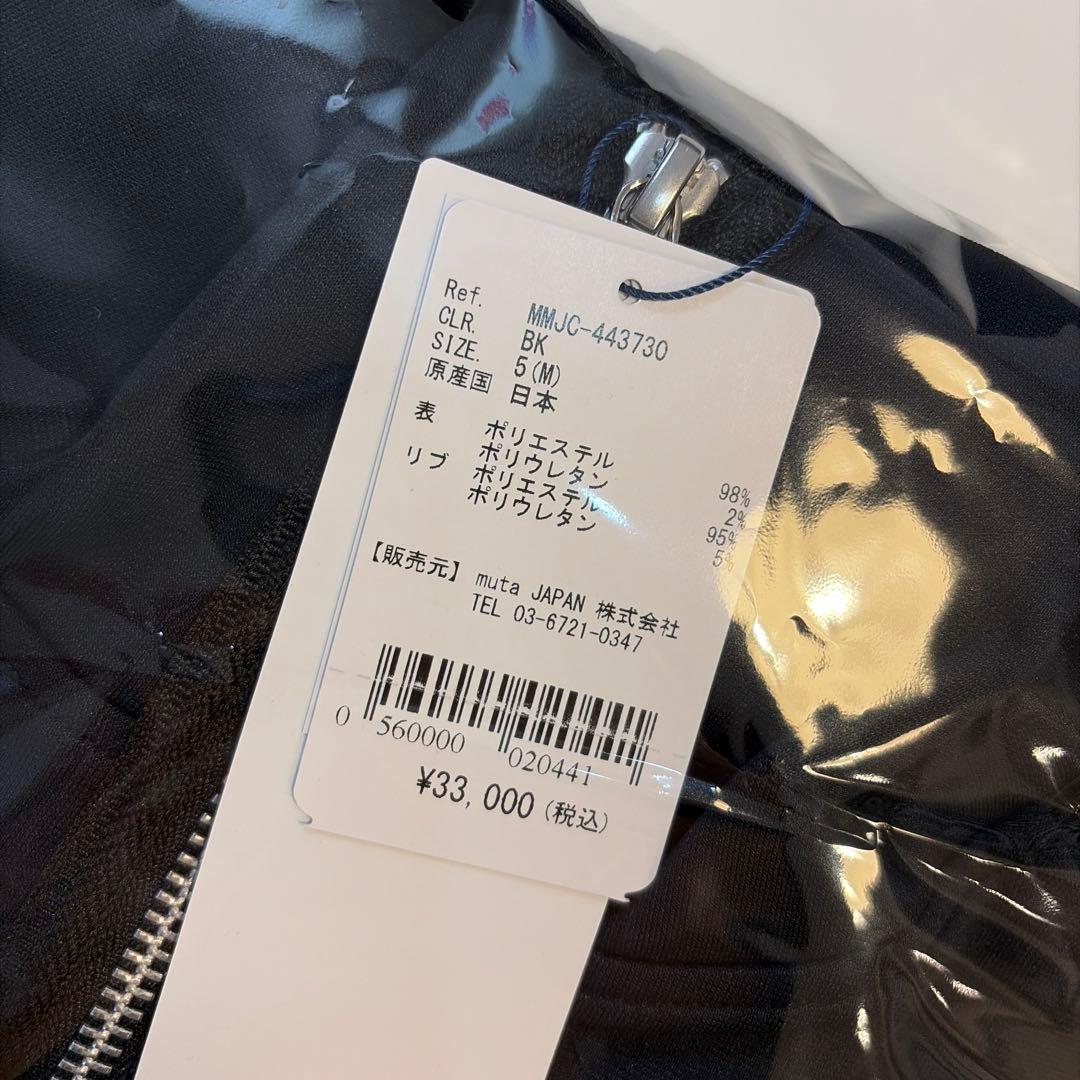 Ref. MMJC-443730
CLR. BK
SIZE. 5(M)
原産国 日本
表 ポリエステル 98%
ポリウレタン 2%
リブ ポリエステル 95%
ポリウレタン 5%
【販売元】 muta JAPAN 株式会社
TEL 03-6721-0347
0 560000 020441
¥33,000(税込)